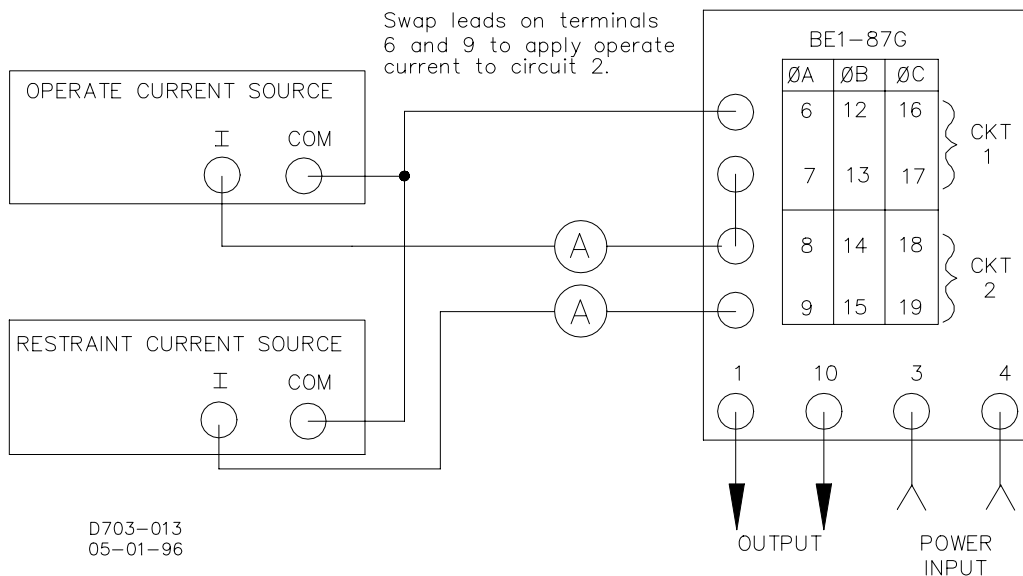 Swap leads on terminals
6 and 9 to apply operate
current to circuit 2.
OPERATE CURRENT SOURCE
I COM
A
A
RESTRAINT CURRENT SOURCE
I COM
BE1-87G
ØA ØB ØC
6 12 16
7 13 17
CKT
1
8 14 18
9 15 19
CKT
2
1 10 3 4
OUTPUT
POWER
INPUT
D703-013
05-01-96